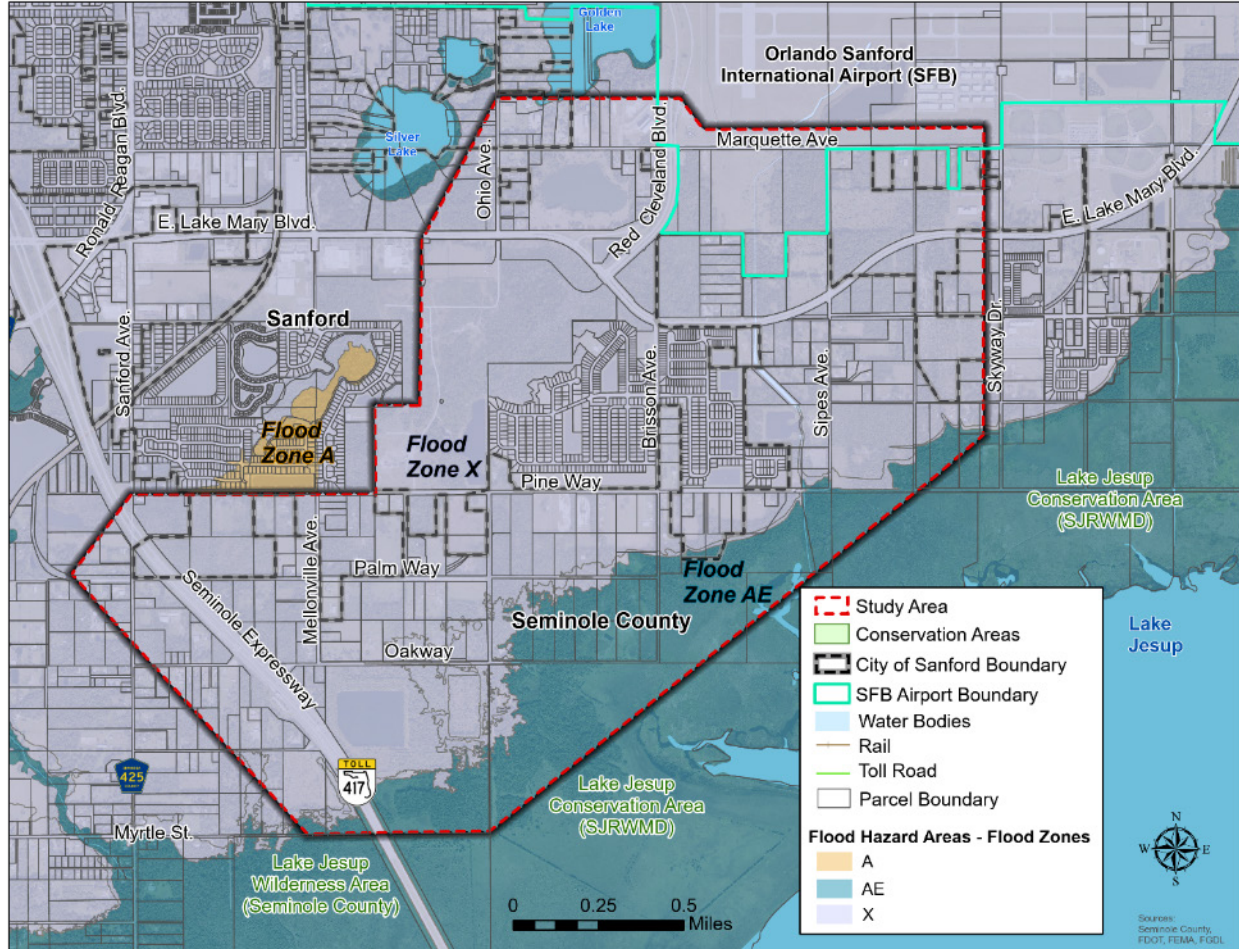 Golden
Lake
Orlando Sanford
International Airport (SFB)
Ronald Reagan Blvd.
Silver
Lake
Ohio Ave.
Red Cleveland Blvd.
Marquette Ave
E. Lake Mary Blvd.
E. Lake Mary Blvd.
Sanford
Sanford Ave.
Flood
Zone A
Flood
Zone X
Brisson Ave.
Sipes Ave.
Skyway Dr.
Pine Way
Lake Jesup
Conservation Area
(SJRWMD)
Mellonville Ave.
Palm Way
Flood
Zone AE
Seminole Expressway
Seminole County
Oakway
Lake
Jesup
TOLL
417
425
Myrtle St.
Lake Jesup
Conservation Area
(SJRWMD)
Lake Jesup
Wilderness Area
(Seminole County)
0 0.25 0.5
Miles
Study Area
Conservation Areas
City of Sanford Boundary
SFB Airport Boundary
Water Bodies
Rail
Toll Road
Parcel Boundary
Flood Hazard Areas - Flood Zones
A
AE
X
N
W E
S
Sources:
Seminole County,
FDOT, FEMA, FGDL